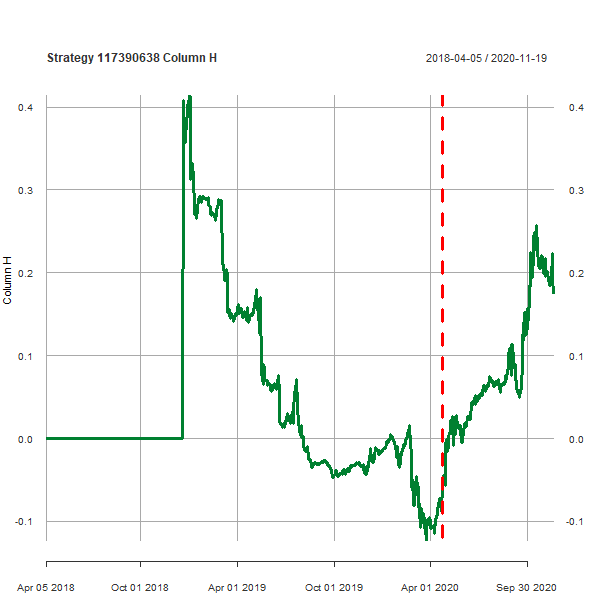 Strategy 117390638 Column H
2018-04-05 / 2020-11-19
Column H
0.4
0.3
0.2
0.1
0.0
-0.1
0.4
0.3
0.2
0.1
0.0
-0.1
Apr 05 2018
Oct 01 2018
Apr 01 2019
Oct 01 2019
Apr 01 2020
Sep 30 2020